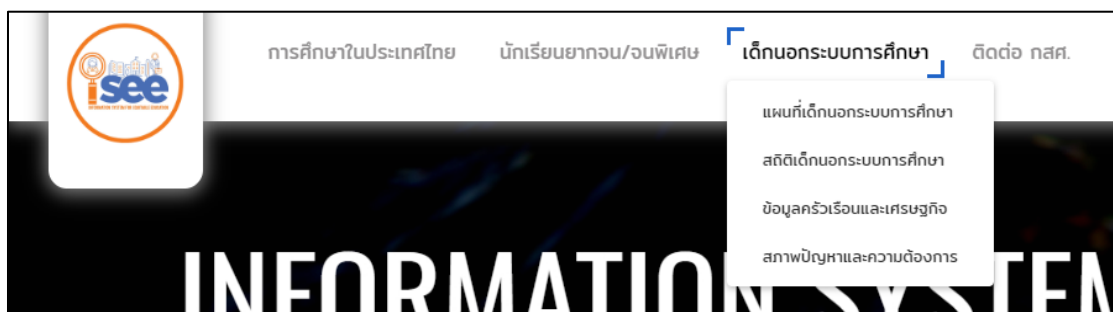 isee
การศึกษาในประเทศไทย นักเรียนยากจน/จนพิเศษ เด็กนอกระบบการศึกษา ติดต่อ กสศ.
แผนที่เด็กนอกระบบการศึกษา
สถิติเด็กนอกระบบการศึกษา
ข้อมูลครัวเรือนและเศรษฐกิจ
สภาพปัญหาและความต้องการ
INFORMATION SYSTEM